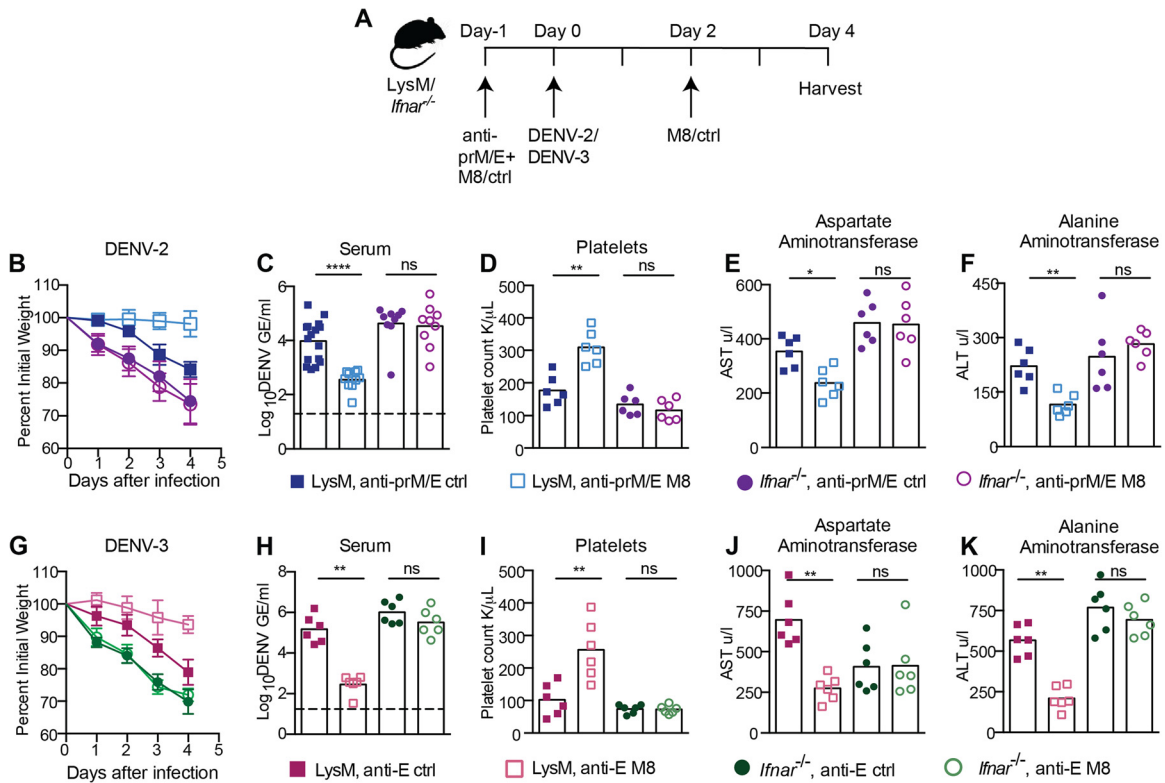 A
Day-1 Day 0 Day 2 Day 4
LysM/
Ifnar-/-
Harvest
anti-
prM/E+
M8/ctrl
DENV-2/
DENV-3
M8/ctrl
B
DENV-2
Percent Initial Weight
110
100
90
80
70
60
0 1 2 3 4 5
Days after infection
C
Serum
**** ns
Log10DENV GE/ml
6
4
2
0
D
Platelets
** ns
Platelet count K/μL
500
400
300
200
100
0
E
Aspartate
Aminotransferase
* ns
AST u/l
600
400
200
0
F
Alanine
Aminotransferase
** ns
ALT u/l
450
300
150
0
LysM, anti-prM/E ctrl
LysM, anti-prM/E M8
Ifnar-/-, anti-prM/E ctrl
Ifnar-/-, anti-prM/E M8
G
DENV-3
Percent Initial Weight
110
100
90
80
70
60
0 1 2 3 4 5
Days after infection
H
Serum
** ns
Log10DENV GE/ml
8
6
4
2
0
I
Platelets
** ns
Platelet count K/μL
500
400
300
200
100
0
J
Aspartate
Aminotransferase
** ns
AST u/l
1000
750
500
250
0
K
Alanine
Aminotransferase
** ns
ALT u/l
1000
750
500
250
0
LysM, anti-E ctrl
LysM, anti-E M8
Ifnar-/-, anti-E ctrl
Ifnar-/-, anti-E M8